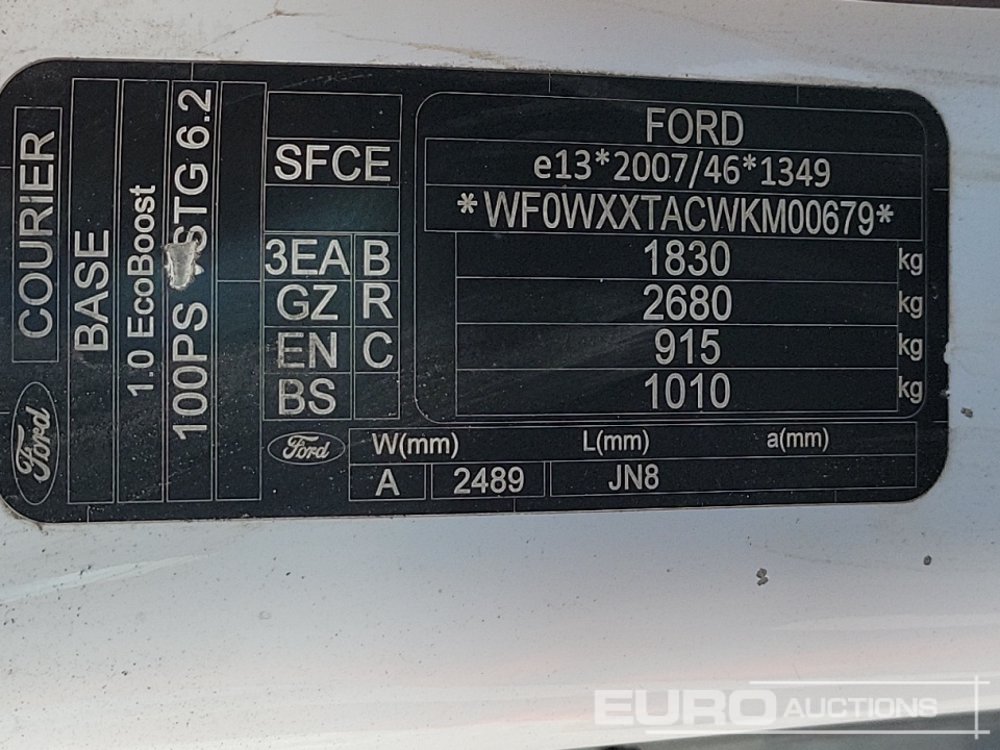 COURIER
BASE
1.0 EcoBoost
100PS STG 6.2
Ford
SFCE
3EA B
GZ R
EN C
BS
FORD
e13*2007/46*1349
*WF0WXXTACWKM00679*
1830 kg
2680 kg
915 kg
1010 kg
Ford
W(mm) L(mm) a(mm)
A 2489 JN8
EURO AUCTIONS